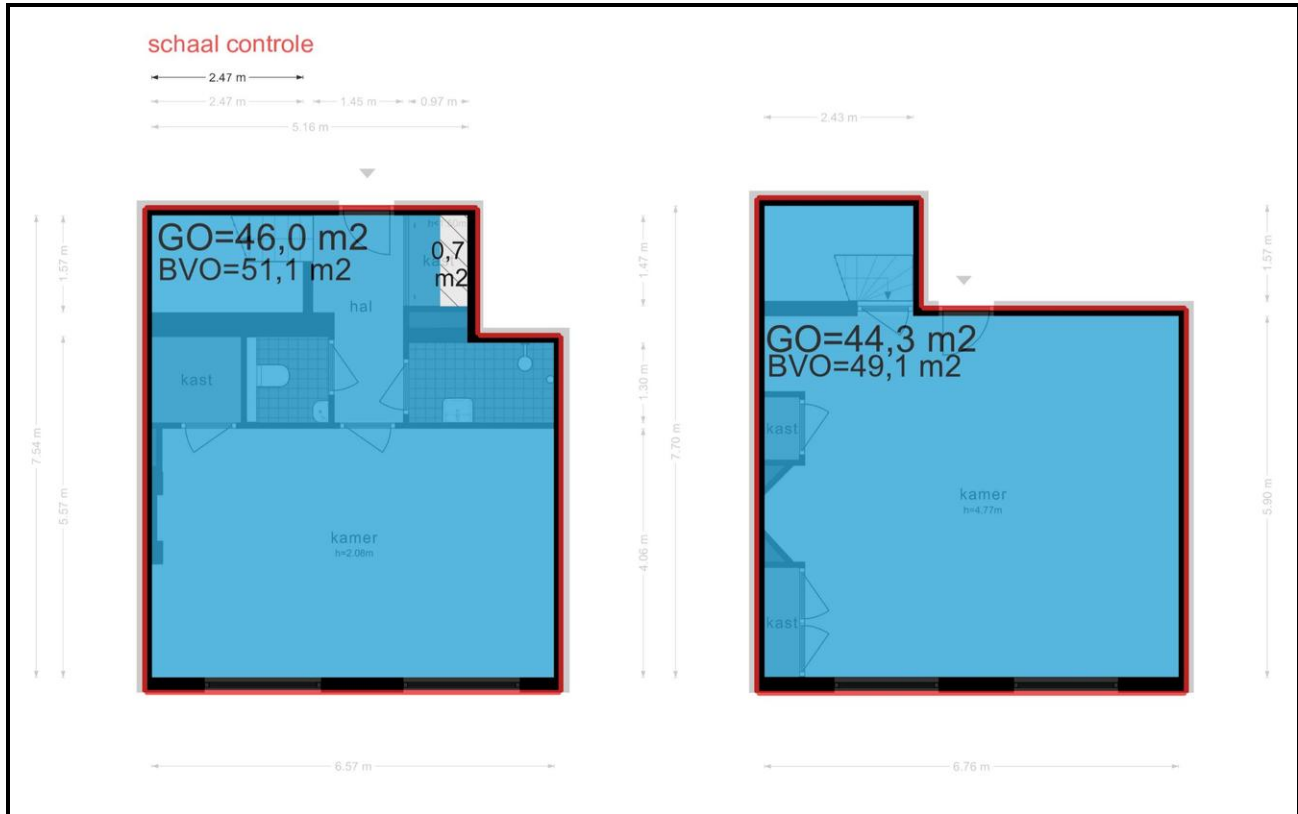 schaal controle
2.47 m
2.47 m
1.45 m
0.97 m
5.16 m
2.43 m
GO=46,0 m2
BVO=51,1 m2
0,7
m2
hal
kast
kamer
h=2.06m
7.54 m
1.57 m
5.57 m
1.47 m
1.30 m
4.06 m
6.57 m
GO=44,3 m2
BVO=49,1 m2
kast
kamer
h=4.77m
kast
7.70 m
1.57 m
5.90 m
6.76 m